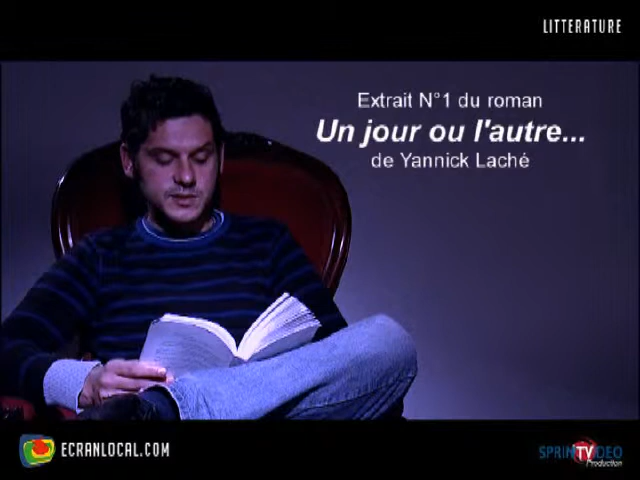 LITTERATURE
Extrait N°1 du roman
Un jour ou l'autre...
de Yannick Laché
ECRANLOCAL.COM
SPRINTVIDEO
Production